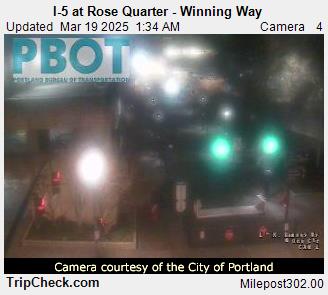 I-5 at Rose Quarter - Winning Way
Updated Mar 19 2025 1:34 AM Camera 4
PBOT
PORTLAND BUREAU OF TRANSPORTATION
Camera courtesy of the City of Portland
TripCheck.com Milepost302.00